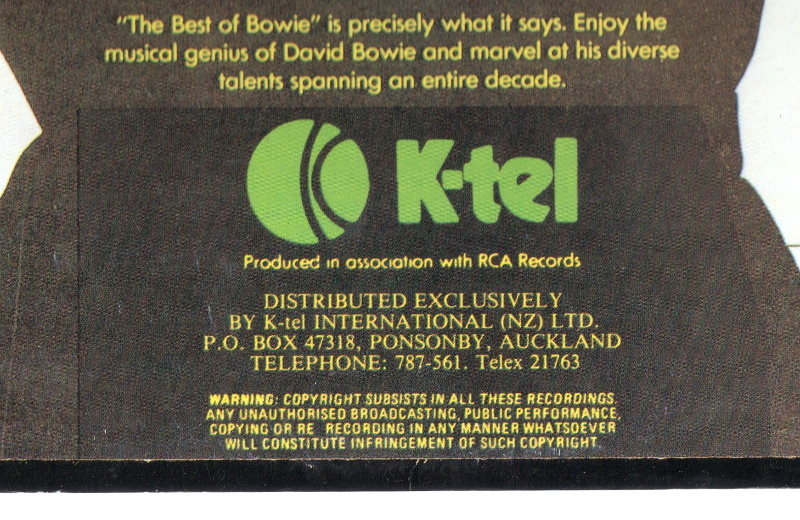 "The Best of Bowie" is precisely what it says. Enjoy the
musical genius of David Bowie and marvel at his diverse
talents spanning an entire decade.
K-tel
Produced in association with RCA Records
DISTRIBUTED EXCLUSIVELY
BY K-tel INTERNATIONAL (NZ) LTD.
P.O. BOX 47318, PONSONBY, AUCKLAND
TELEPHONE: 787-561. Telex 21763
WARNING: COPYRIGHT SUBSISTS IN ALL THESE RECORDINGS.
ANY UNAUTHORISED BROADCASTING, PUBLIC PERFORMANCE,
COPYING OR RE RECORDING IN ANY MANNER WHATSOEVER
WILL CONSTITUTE INFRINGEMENT OF SUCH COPYRIGHT.